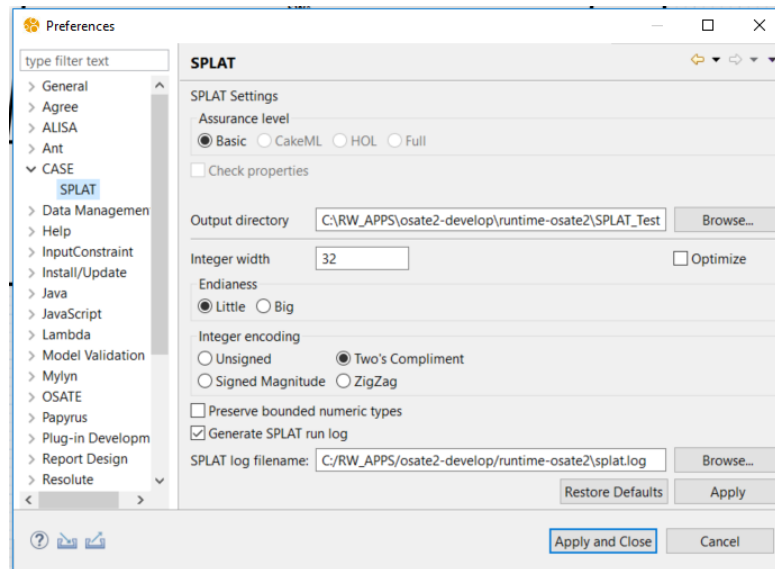 Preferences
type filter text
SPLAT
General
Agree
ALISA
Ant
CASE
SPLAT
Data Managemen
Help
InputConstraint
Install/Update
Java
JavaScript
Lambda
Model Validation
Mylyn
OSATE
Papyrus
Plug-in Developm
Report Design
Resolute
SPLAT Settings
Assurance level
Basic CakeML HOL Full
Check properties
Output directory C:\RW_APPS\osate2-develop\runtime-osate2\SPLAT_Test Browse...
Integer width 32 Optimize
Endianess
Little Big
Integer encoding
Unsigned Two's Compliment
Signed Magnitude ZigZag
Preserve bounded numeric types
Generate SPLAT run log
SPLAT log filename: C:/RW_APPS/osate2-develop/runtime-osate2\splat.log Browse...
Restore Defaults Apply
Apply and Close Cancel